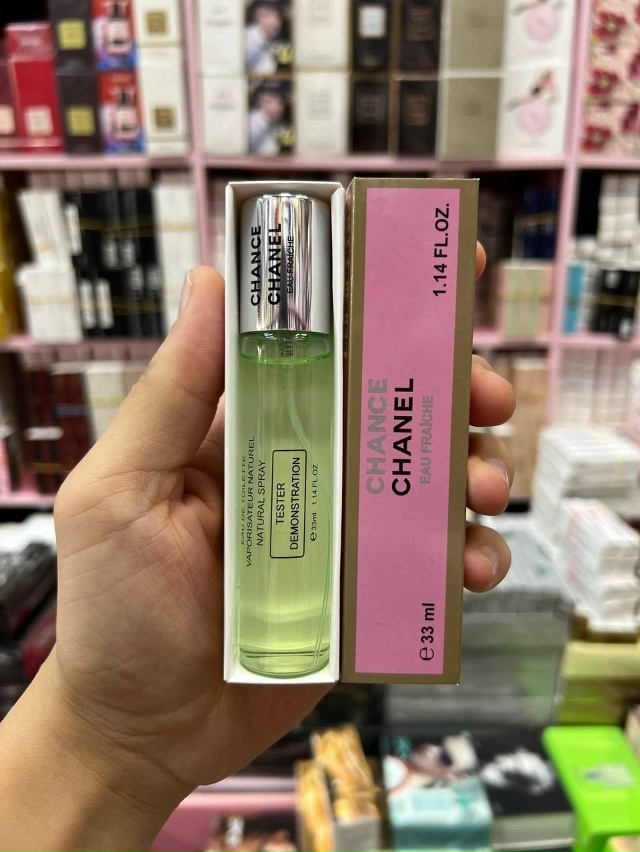 CHANCE
CHANEL
EAU FRAÎCHE
EAU DE TOILETTE
VAPORISATEUR NATUREL
NATURAL SPRAY
TESTER
DEMONSTRATION
e 33ml 1.14 FL.OZ
1.14 FL.OZ.
CHANCE
CHANEL
EAU FRAÎCHE
e 33 ml